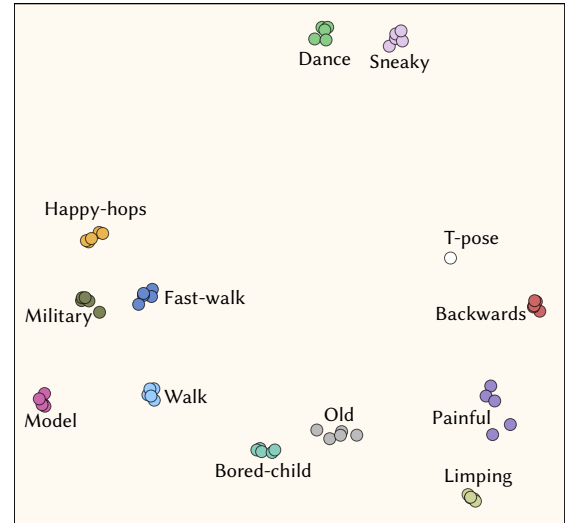 Dance
Sneaky
Happy-hops
T-pose
Fast-walk
Military
Backwards
Walk
Model
Old
Painful
Bored-child
Limping